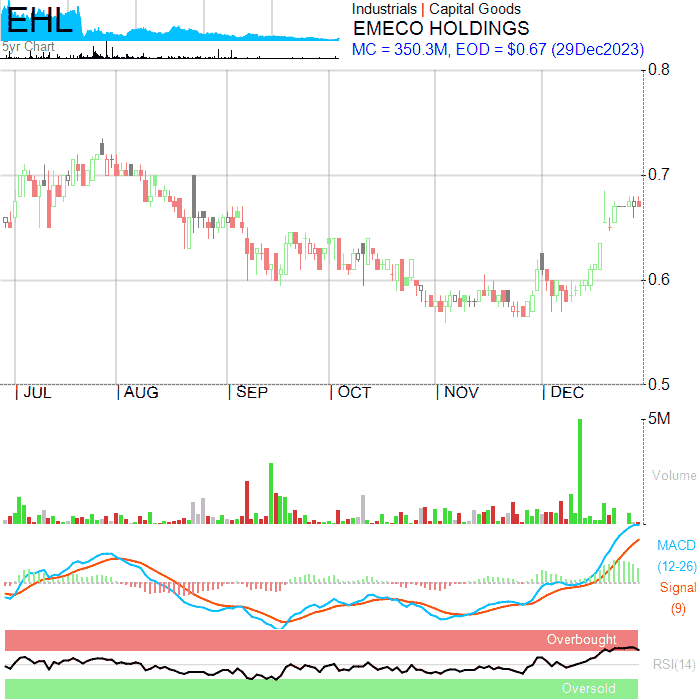 EHL
5yr Chart
Industrials | Capital Goods
EMECO HOLDINGS
MC = 350.3M, EOD = $0.67 (29Dec2023)
0.8
0.7
0.6
0.5
| JUL | AUG | SEP | OCT | NOV | DEC
5M
Volume
MACD
(12-26)
Signal
(9)
Overbought
RSI(14)
Oversold